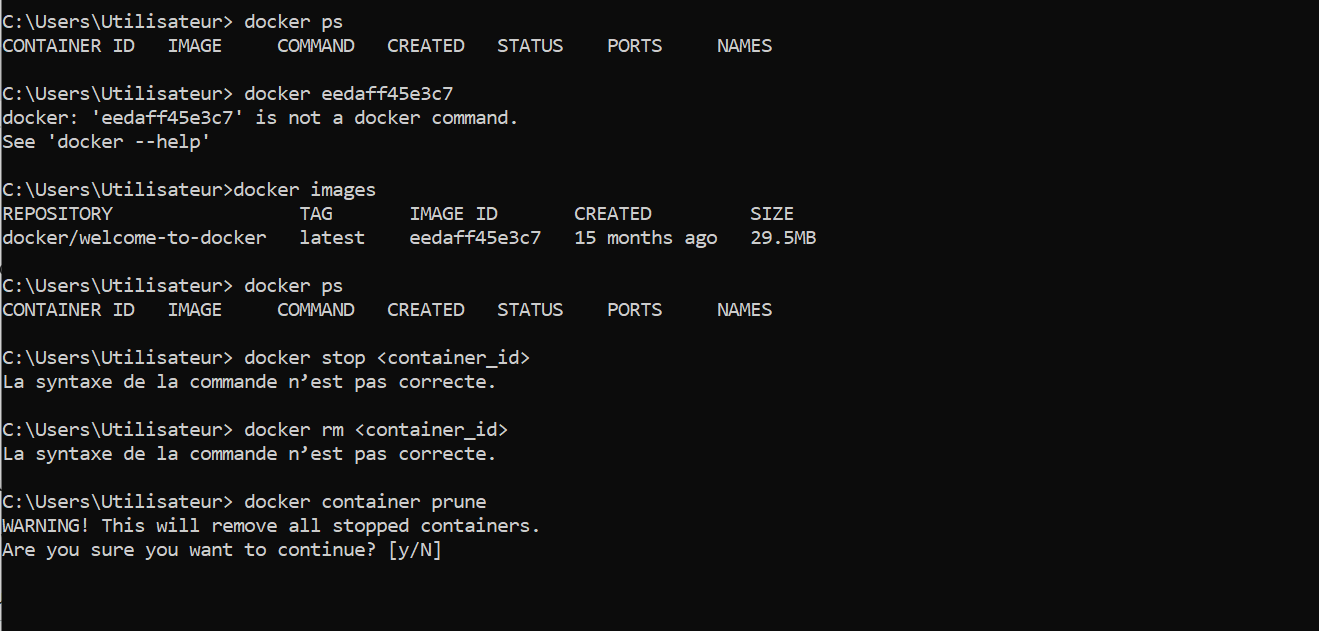 C:\Users\Utilisateur> docker ps
CONTAINER ID   IMAGE     COMMAND   CREATED   STATUS    PORTS     NAMES
C:\Users\Utilisateur> docker eedaff45e3c7
docker: 'eedaff45e3c7' is not a docker command.
See 'docker --help'
C:\Users\Utilisateur>docker images
REPOSITORY                 TAG       IMAGE ID       CREATED         SIZE
docker/welcome-to-docker   latest    eedaff45e3c7   15 months ago   29.5MB
C:\Users\Utilisateur> docker ps
CONTAINER ID   IMAGE     COMMAND   CREATED   STATUS    PORTS     NAMES
C:\Users\Utilisateur> docker stop <container_id>
La syntaxe de la commande n’est pas correcte.
C:\Users\Utilisateur> docker rm <container_id>
La syntaxe de la commande n’est pas correcte.
C:\Users\Utilisateur> docker container prune
WARNING! This will remove all stopped containers.
Are you sure you want to continue? [y/N]